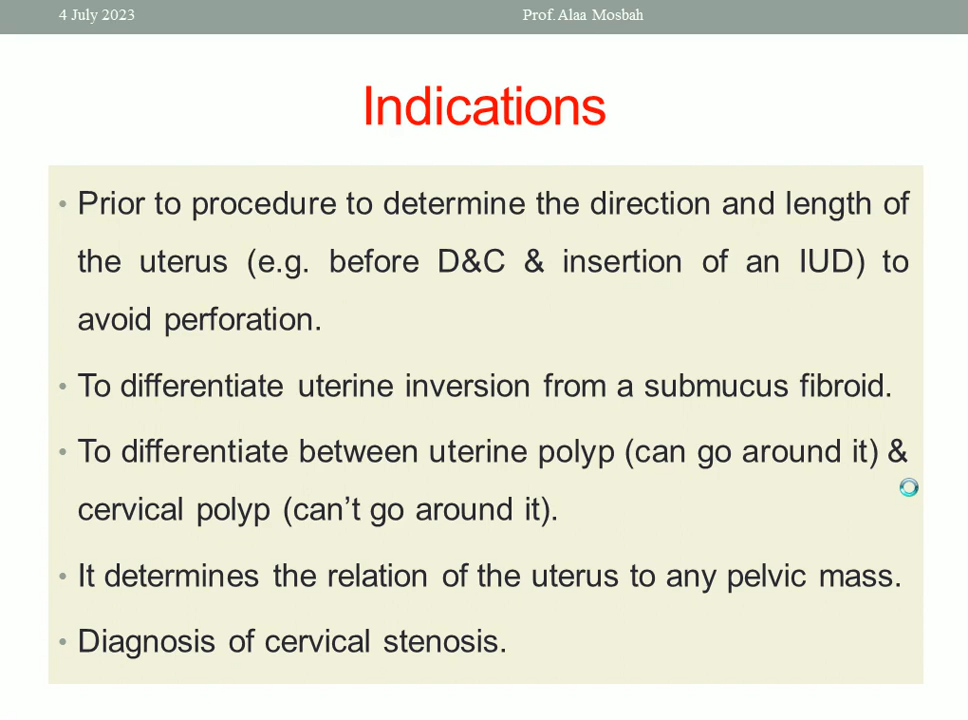 4 July 2023
Prof. Alaa Mosbah
Indications
• Prior to procedure to determine the direction and length of
the uterus (e.g. before D&C & insertion of an IUD) to
avoid perforation.
• To differentiate uterine inversion from a submucus fibroid.
• To differentiate between uterine polyp (can go around it) &
cervical polyp (can’t go around it).
• It determines the relation of the uterus to any pelvic mass.
• Diagnosis of cervical stenosis.